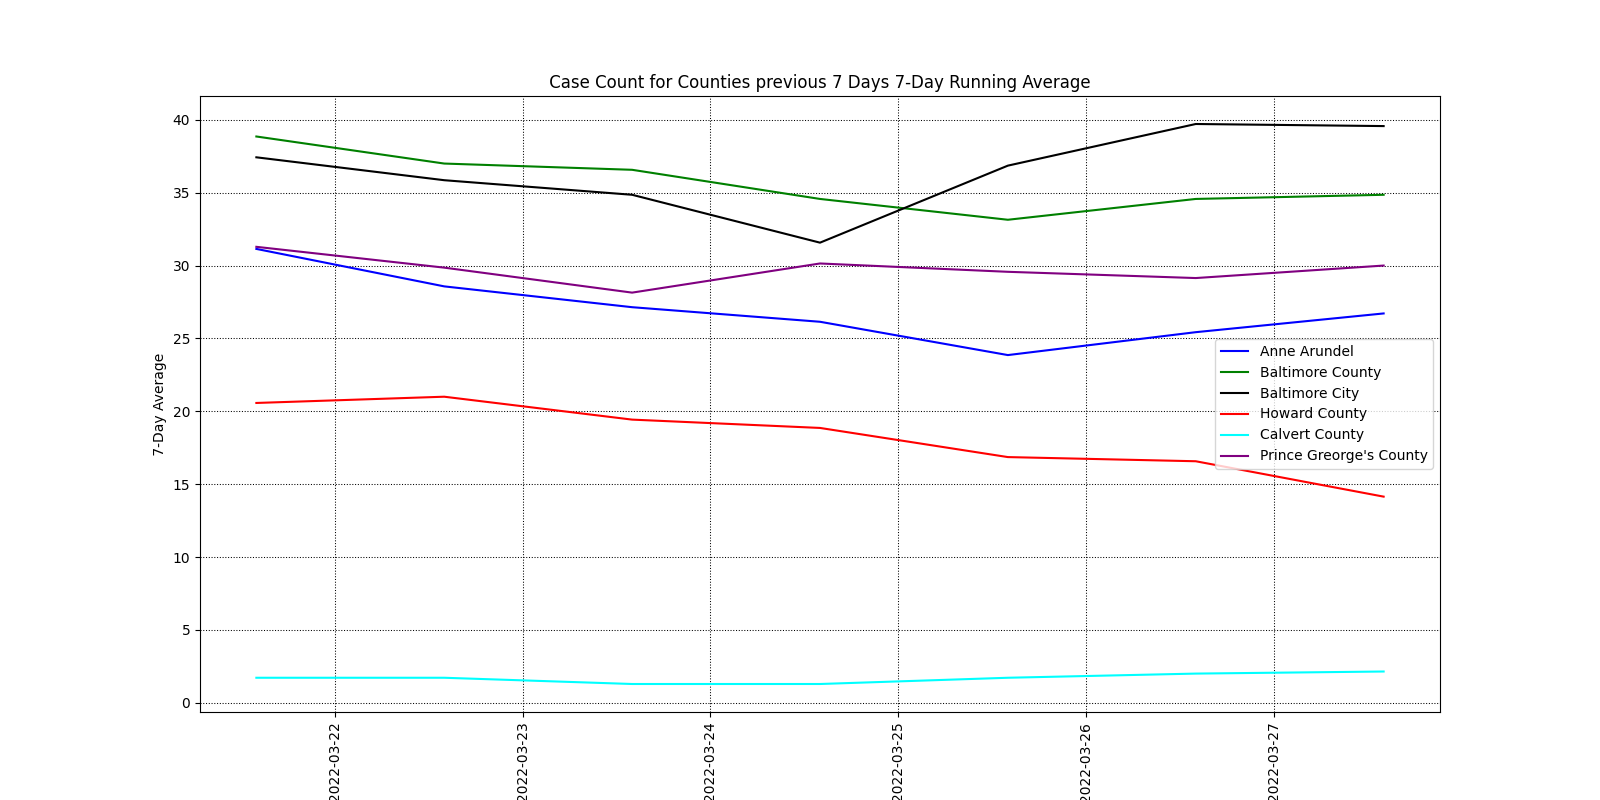 Case Count for Counties previous 7 Days 7-Day Running Average
7-Day Average
40
35
30
25
20
15
10
5
0
Anne Arundel
Baltimore County
Baltimore City
Howard County
Calvert County
Prince Greorge's County
2022-03-22
2022-03-23
2022-03-24
2022-03-25
2022-03-26
2022-03-27